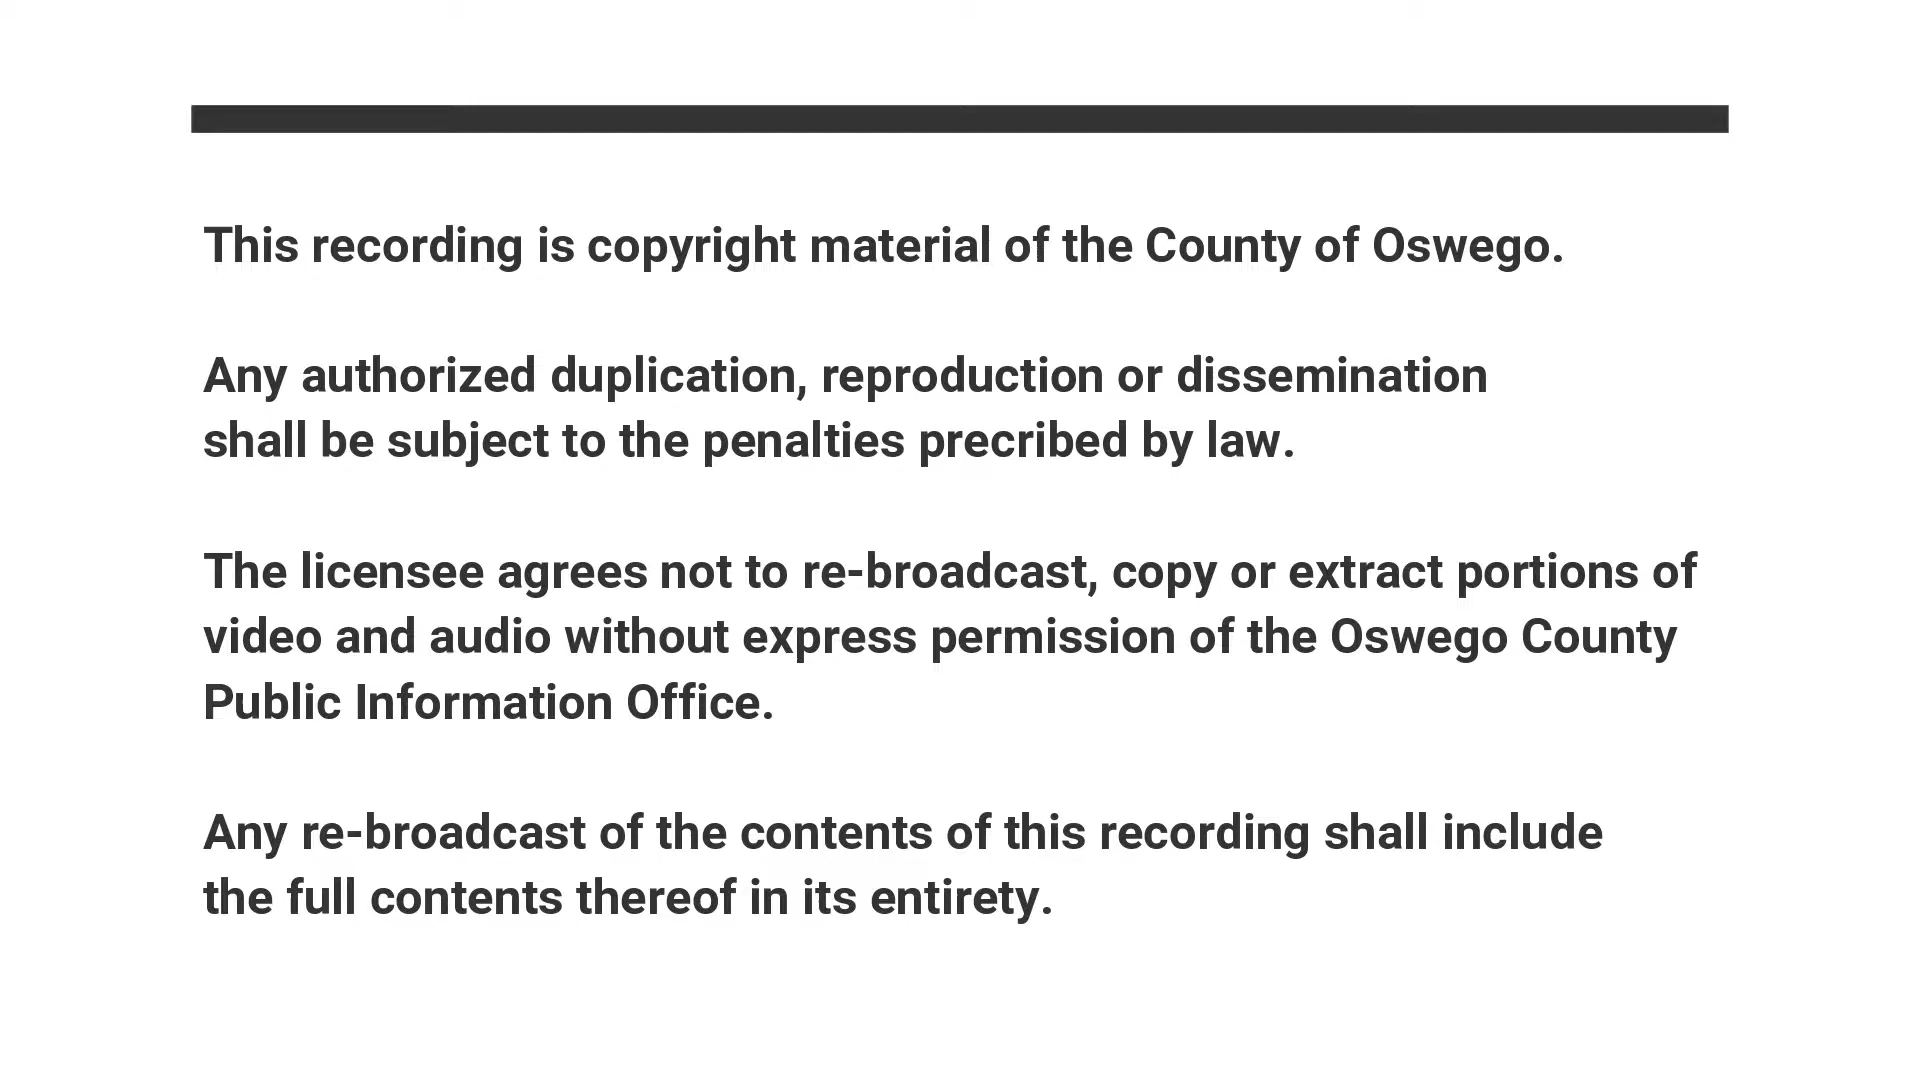 This recording is copyright material of the County of Oswego.
Any authorized duplication, reproduction or dissemination
shall be subject to the penalties precribed by law.
The licensee agrees not to re-broadcast, copy or extract portions of
video and audio without express permission of the Oswego County
Public Information Office.
Any re-broadcast of the contents of this recording shall include
the full contents thereof in its entirety.